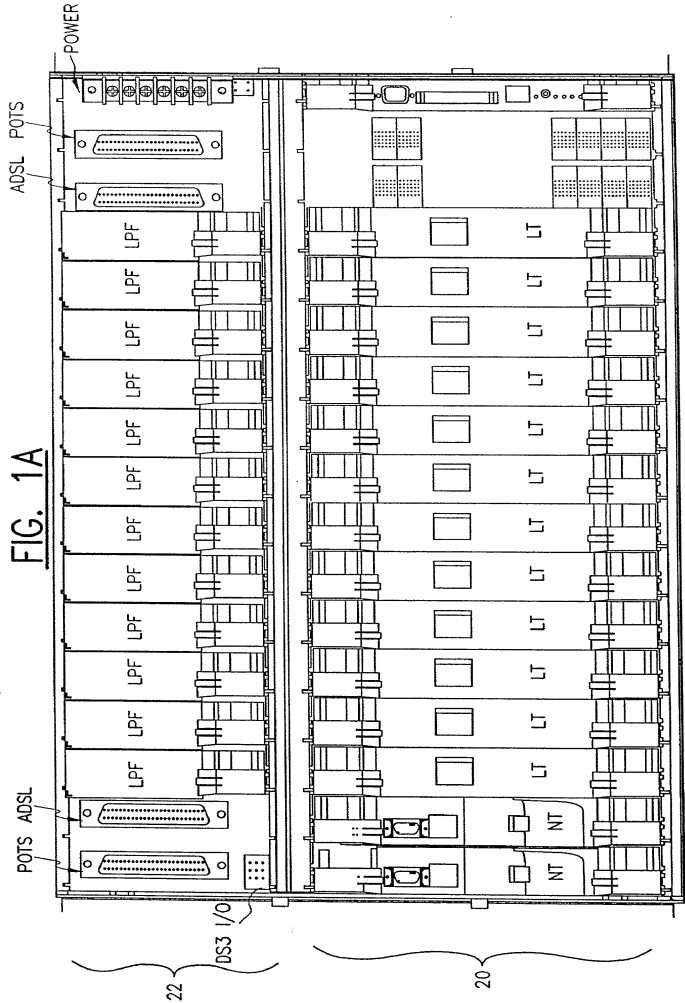 FIG. 1A
POTS
ADSL
ADSL
POTS
POWER
22
LPF
LPF
LPF
LPF
LPF
LPF
LPF
LPF
LPF
LPF
LPF
LPF
DS3 I/O
20
NT
NT
LT
LT
LT
LT
LT
LT
LT
LT
LT
LT
LT
LT